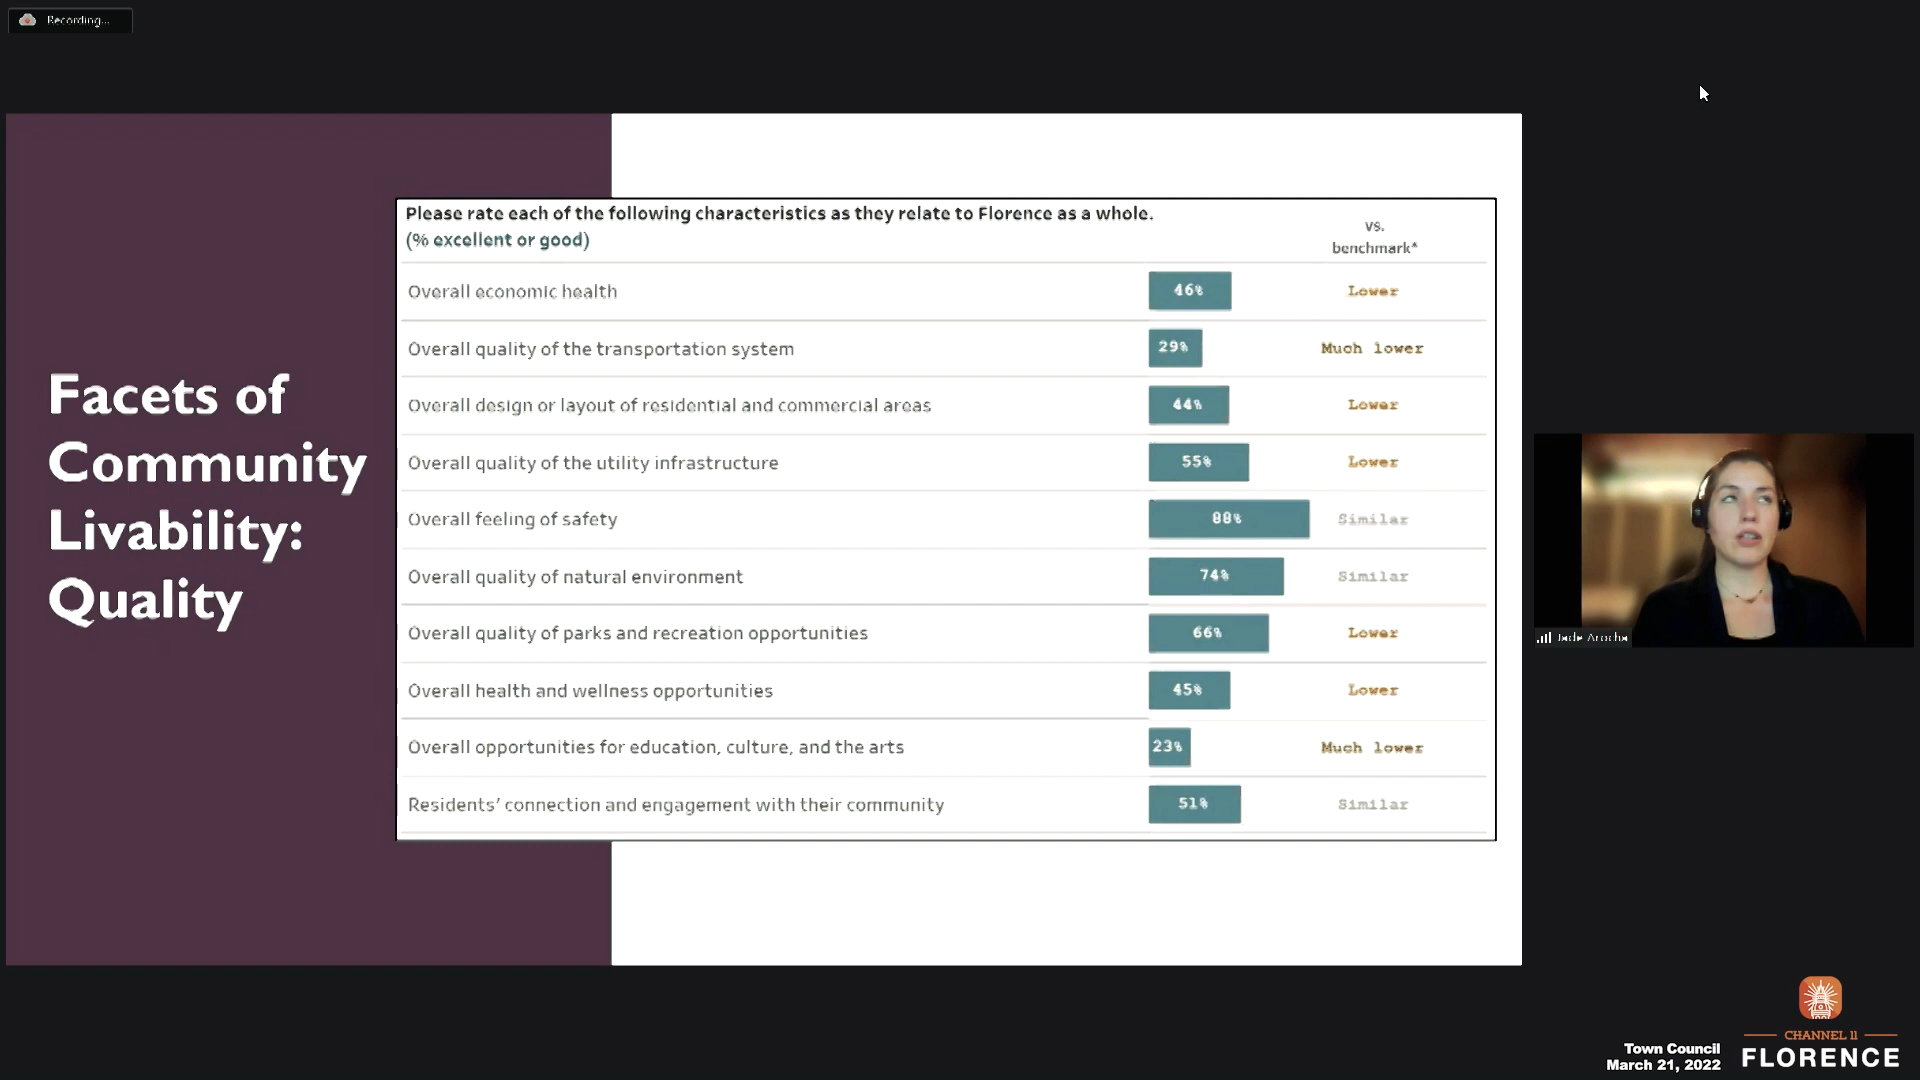 Recording...
Facets of
Community
Livability:
Quality
Please rate each of the following characteristics as they relate to Florence as a whole.
(% excellent or good)
vs.
benchmark*
Overall economic health 46% Lower
Overall quality of the transportation system 29% Much lower
Overall design or layout of residential and commercial areas 44% Lower
Overall quality of the utility infrastructure 55% Lower
Overall feeling of safety 88% Similar
Overall quality of natural environment 74% Similar
Overall quality of parks and recreation opportunities 66% Lower
Overall health and wellness opportunities 45% Lower
Overall opportunities for education, culture, and the arts 23% Much lower
Residents' connection and engagement with their community 51% Similar
Jade Arocha
Town Council
March 21, 2022
CHANNEL 11
FLORENCE